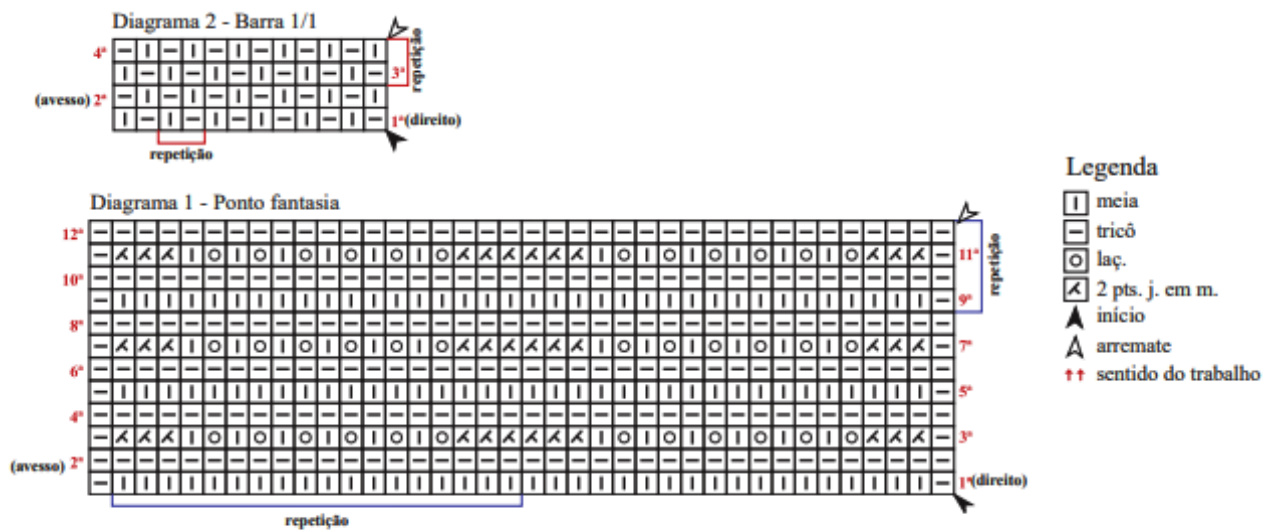 Diagrama 2 - Barra 1/1
4ª
3ª
repetição
(avesso) 2ª
1ª(direito)
repetição
Diagrama 1 - Ponto fantasia
12ª
11ª
10ª
9ª
repetição
8ª
7ª
6ª
5ª
4ª
3ª
(avesso) 2ª
1ª(direito)
repetição
Legenda
meia
tricô
laç.
2 pts. j. em m.
início
arremate
sentido do trabalho